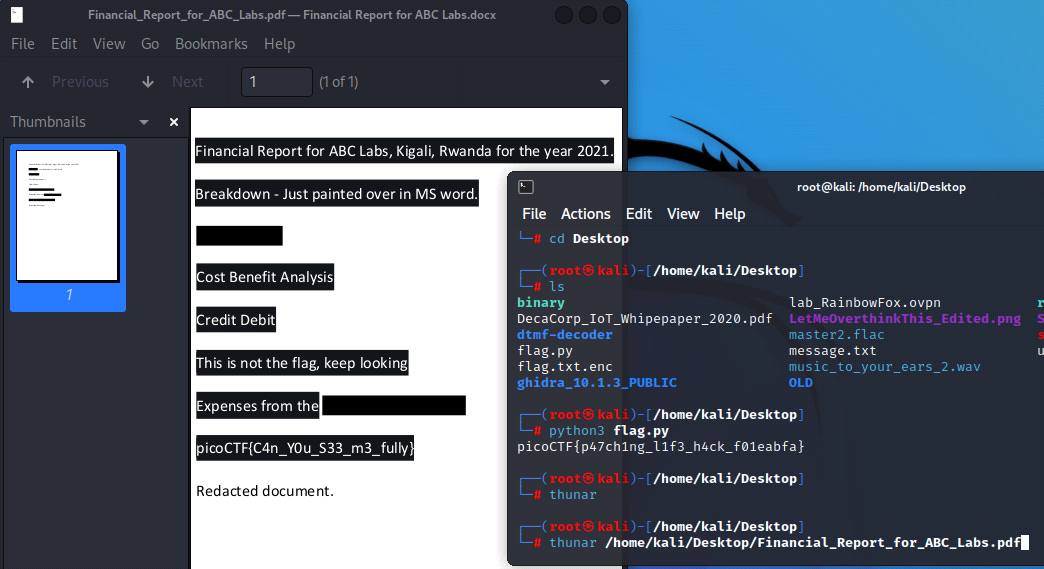 Financial_Report_for_ABC_Labs.pdf — Financial Report for ABC Labs.docx
File Edit View Go Bookmarks Help
Previous Next 1 (1 of 1)
Thumbnails
1
Financial Report for ABC Labs, Kigali, Rwanda for the year 2021.
Breakdown - Just painted over in MS word.
Cost Benefit Analysis
Credit Debit
This is not the flag, keep looking
Expenses from the
picoCTF{C4n_Y0u_S33_m3_fully}
Redacted document.
root@kali: /home/kali/Desktop
File Actions Edit View Help
└─# cd Desktop
┌──(root㉿kali)-[/home/kali/Desktop]
└─# ls
binary lab_RainbowFox.ovpn r
DecaCorp_IoT_Whipepaper_2020.pdf LetMeOverthinkThis_Edited.png S
dtmf-decoder master2.flac s
flag.py message.txt u
flag.txt.enc music_to_your_ears_2.wav
ghidra_10.1.3_PUBLIC OLD
┌──(root㉿kali)-[/home/kali/Desktop]
└─# python3 flag.py
picoCTF{p47ch1ng_l1f3_h4ck_f01eabfa}
┌──(root㉿kali)-[/home/kali/Desktop]
└─# thunar
┌──(root㉿kali)-[/home/kali/Desktop]
└─# thunar /home/kali/Desktop/Financial_Report_for_ABC_Labs.pdf